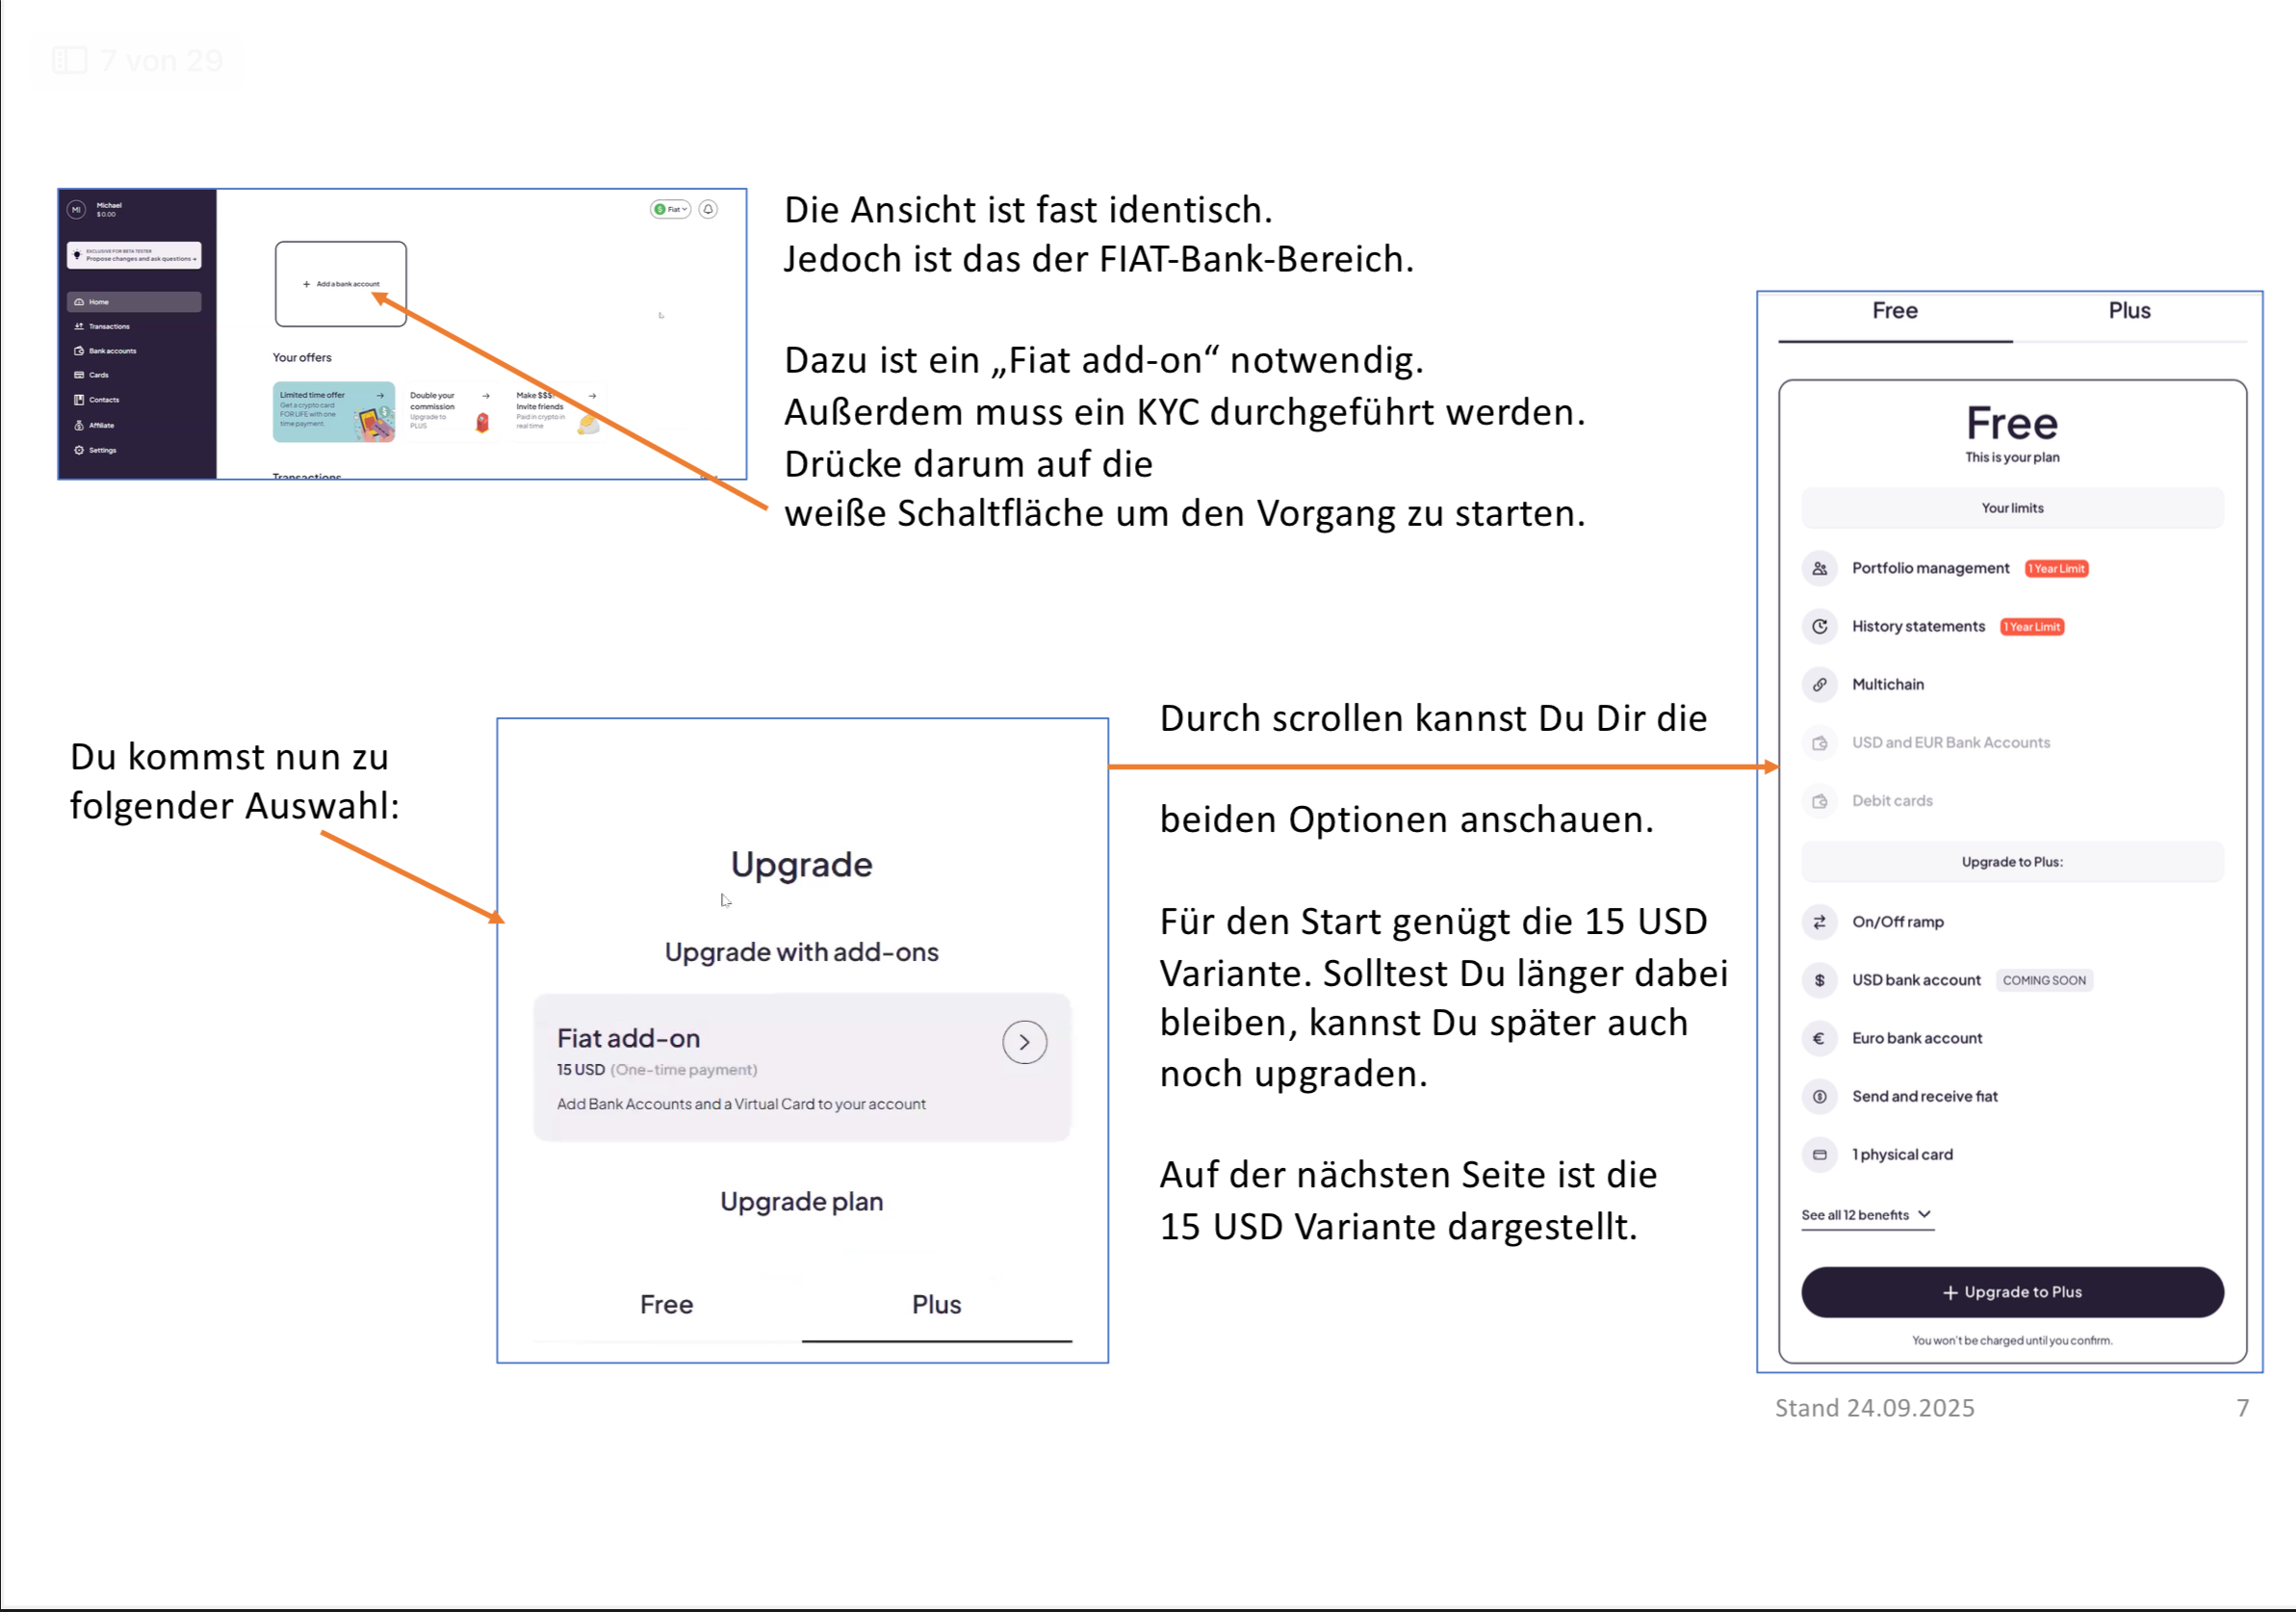 7 von 29
Michael
$0.00
EXCLUSIVE FOR BETA TESTER
Propose changes and ask questions →
Home
Transactions
Bank accounts
Cards
Contacts
Affiliate
Settings
Fiat
+ Add a bank account
Your offers
Limited time offer →
Get a crypto card
FOR LIFE with one
time payment.
Double your →
commission
Upgrade to
PLUS
Make $$$! →
Invite friends
Paid in crypto in
real time
Transactions
Die Ansicht ist fast identisch.
Jedoch ist das der FIAT-Bank-Bereich.
Dazu ist ein „Fiat add-on“ notwendig.
Außerdem muss ein KYC durchgeführt werden.
Drücke darum auf die
weiße Schaltfläche um den Vorgang zu starten.
Du kommst nun zu
folgender Auswahl:
Upgrade
Upgrade with add-ons
Fiat add-on
15 USD (One-time payment)
Add Bank Accounts and a Virtual Card to your account
Upgrade plan
Free Plus
Durch scrollen kannst Du Dir die
beiden Optionen anschauen.
Für den Start genügt die 15 USD
Variante. Solltest Du länger dabei
bleiben, kannst Du später auch
noch upgraden.
Auf der nächsten Seite ist die
15 USD Variante dargestellt.
Free Plus
Free
This is your plan
Your limits
Portfolio management 1 Year Limit
History statements 1 Year Limit
Multichain
USD and EUR Bank Accounts
Debit cards
Upgrade to Plus:
On/Off ramp
USD bank account COMING SOON
Euro bank account
Send and receive fiat
1 physical card
See all 12 benefits
+ Upgrade to Plus
You won't be charged until you confirm.
Stand 24.09.2025 7